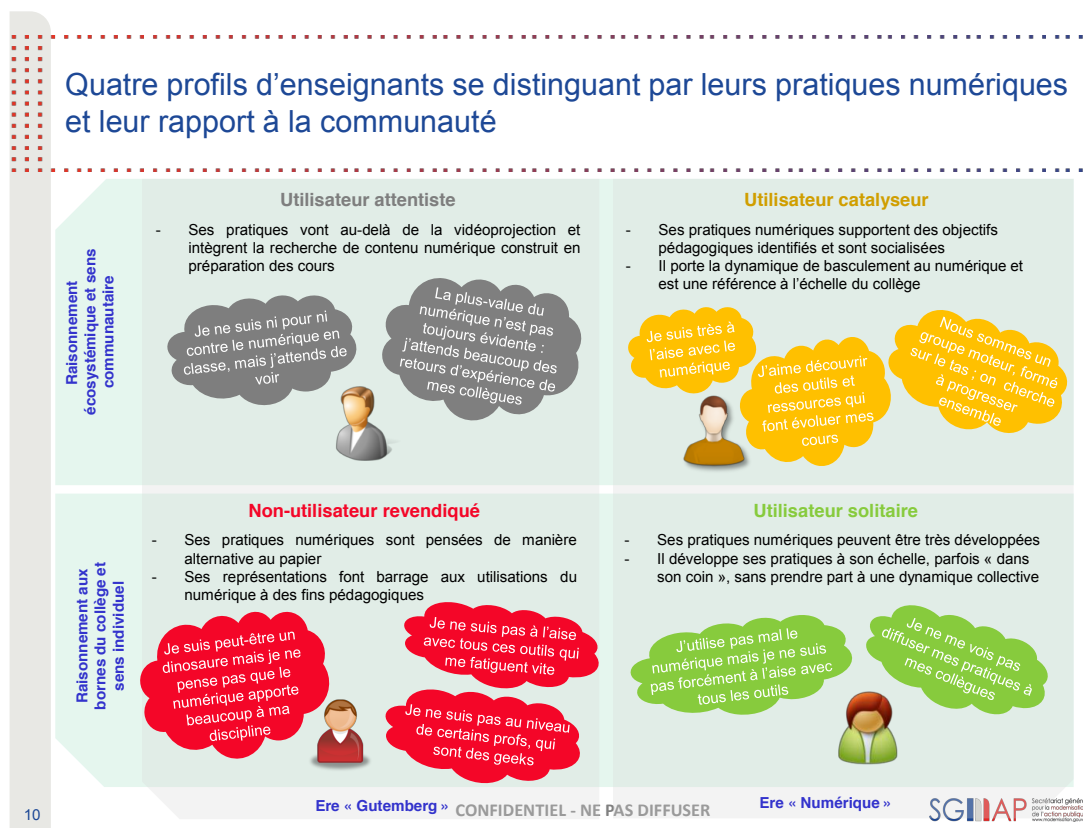 Quatre profils d'enseignants se distinguant par leurs pratiques numériques
et leur rapport à la communauté
Raisonnement
écosystémique et sens
communautaire
Utilisateur attentiste
- Ses pratiques vont au-delà de la vidéoprojection et
intègrent la recherche de contenu numérique construit en
préparation des cours
Je ne suis ni pour ni
contre le numérique en
classe, mais j'attends de
voir
La plus-value du
numérique n'est pas
toujours évidente :
j'attends beaucoup des
retours d'expérience de
mes collègues
Utilisateur catalyseur
- Ses pratiques numériques supportent des objectifs
pédagogiques identifiés et sont socialisées
- Il porte la dynamique de basculement au numérique et
est une référence à l'échelle du collège
Je suis très à
l'aise avec le
numérique
J'aime découvrir
des outils et
ressources qui
font évoluer mes
cours
Nous sommes un
groupe moteur, formé
sur le tas ; on cherche
à progresser
ensemble
Raisonnement aux
bornes du collège et
sens individuel
Non-utilisateur revendiqué
- Ses pratiques numériques sont pensées de manière
alternative au papier
- Ses représentations font barrage aux utilisations du
numérique à des fins pédagogiques
Je suis peut-être un
dinosaure mais je ne
pense pas que le
numérique apporte
beaucoup à ma
discipline
Je ne suis pas à l'aise
avec tous ces outils qui
me fatiguent vite
Je ne suis pas au niveau
de certains profs, qui
sont des geeks
Utilisateur solitaire
- Ses pratiques numériques peuvent être très développées
- Il développe ses pratiques à son échelle, parfois « dans
son coin », sans prendre part à une dynamique collective
J'utilise pas mal le
numérique mais je ne suis
pas forcément à l'aise avec
tous les outils
Je ne me vois pas
diffuser mes pratiques à
mes collègues
Ere « Gutemberg »
Ere « Numérique »
10
CONFIDENTIEL - NE PAS DIFFUSER
SGMAP
Secrétariat génér
pour la modernisatio
de l'action publiqu